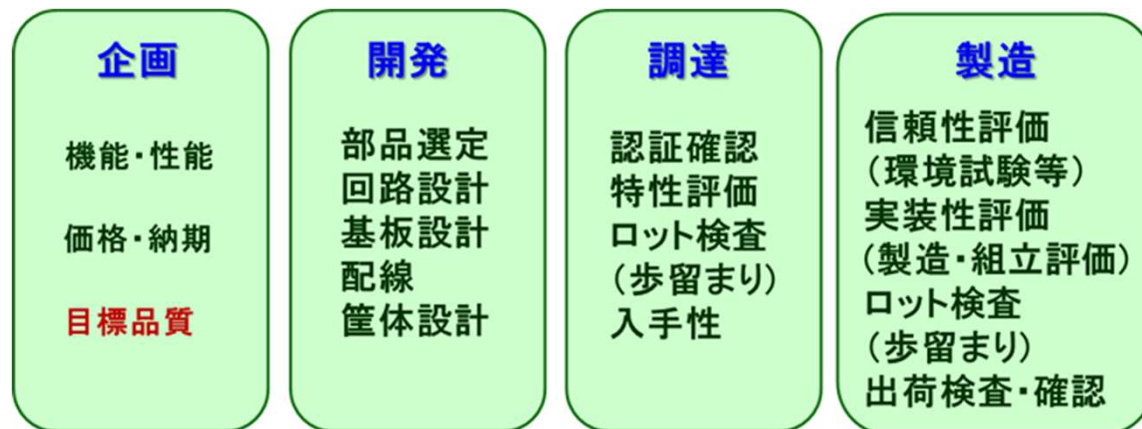 企画
機能・性能
価格・納期
目標品質
開発
部品選定
回路設計
基板設計
配線
筐体設計
調達
認証確認
特性評価
ロット検査
(歩留まり)
入手性
製造
信頼性評価
(環境試験等)
実装性評価
(製造・組立評価)
ロット検査
(歩留まり)
出荷検査・確認